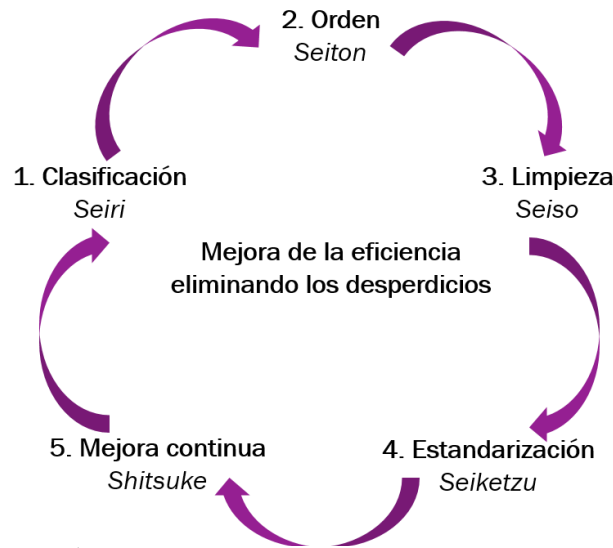 2. Orden
Seiton
1. Clasificación
Seiri
3. Limpieza
Seiso
Mejora de la eficiencia
eliminando los desperdicios
5. Mejora continua
Shitsuke
4. Estandarización
Seiketzu